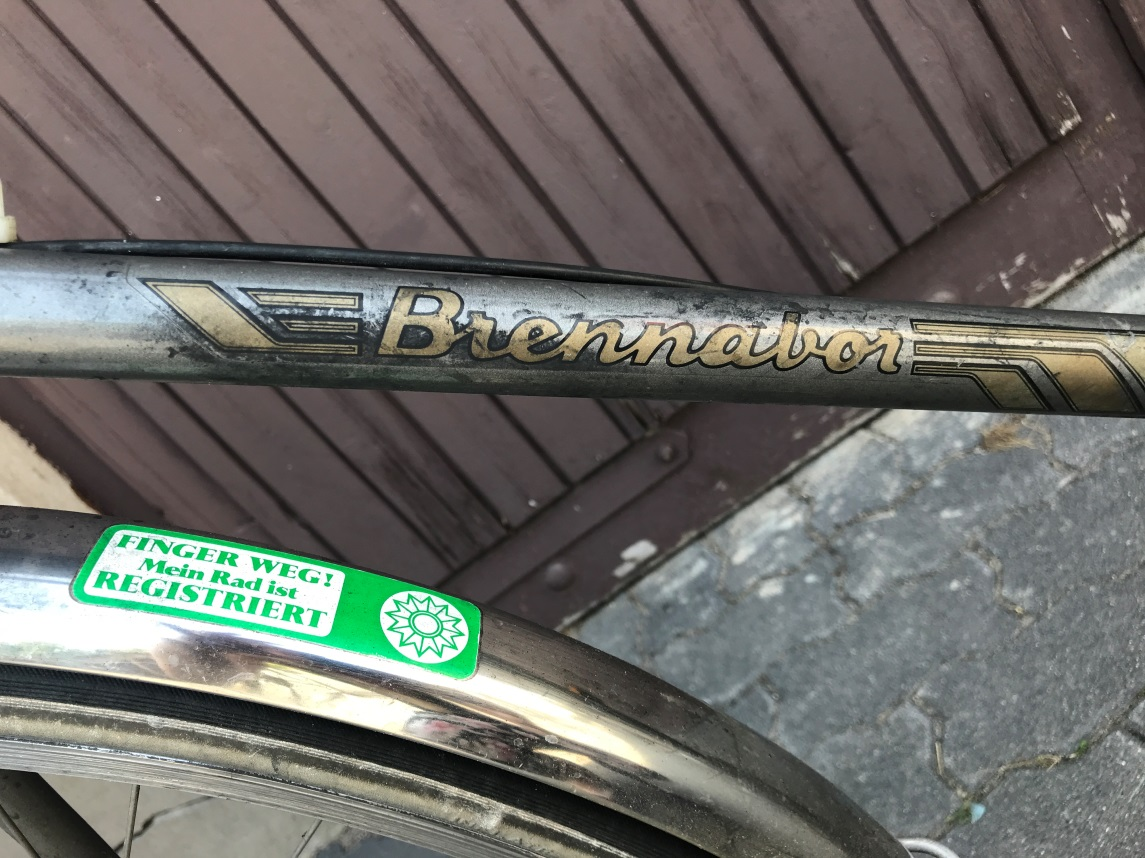 Brennabor
FINGER WEG!
Mein Rad ist
REGISTRIERT